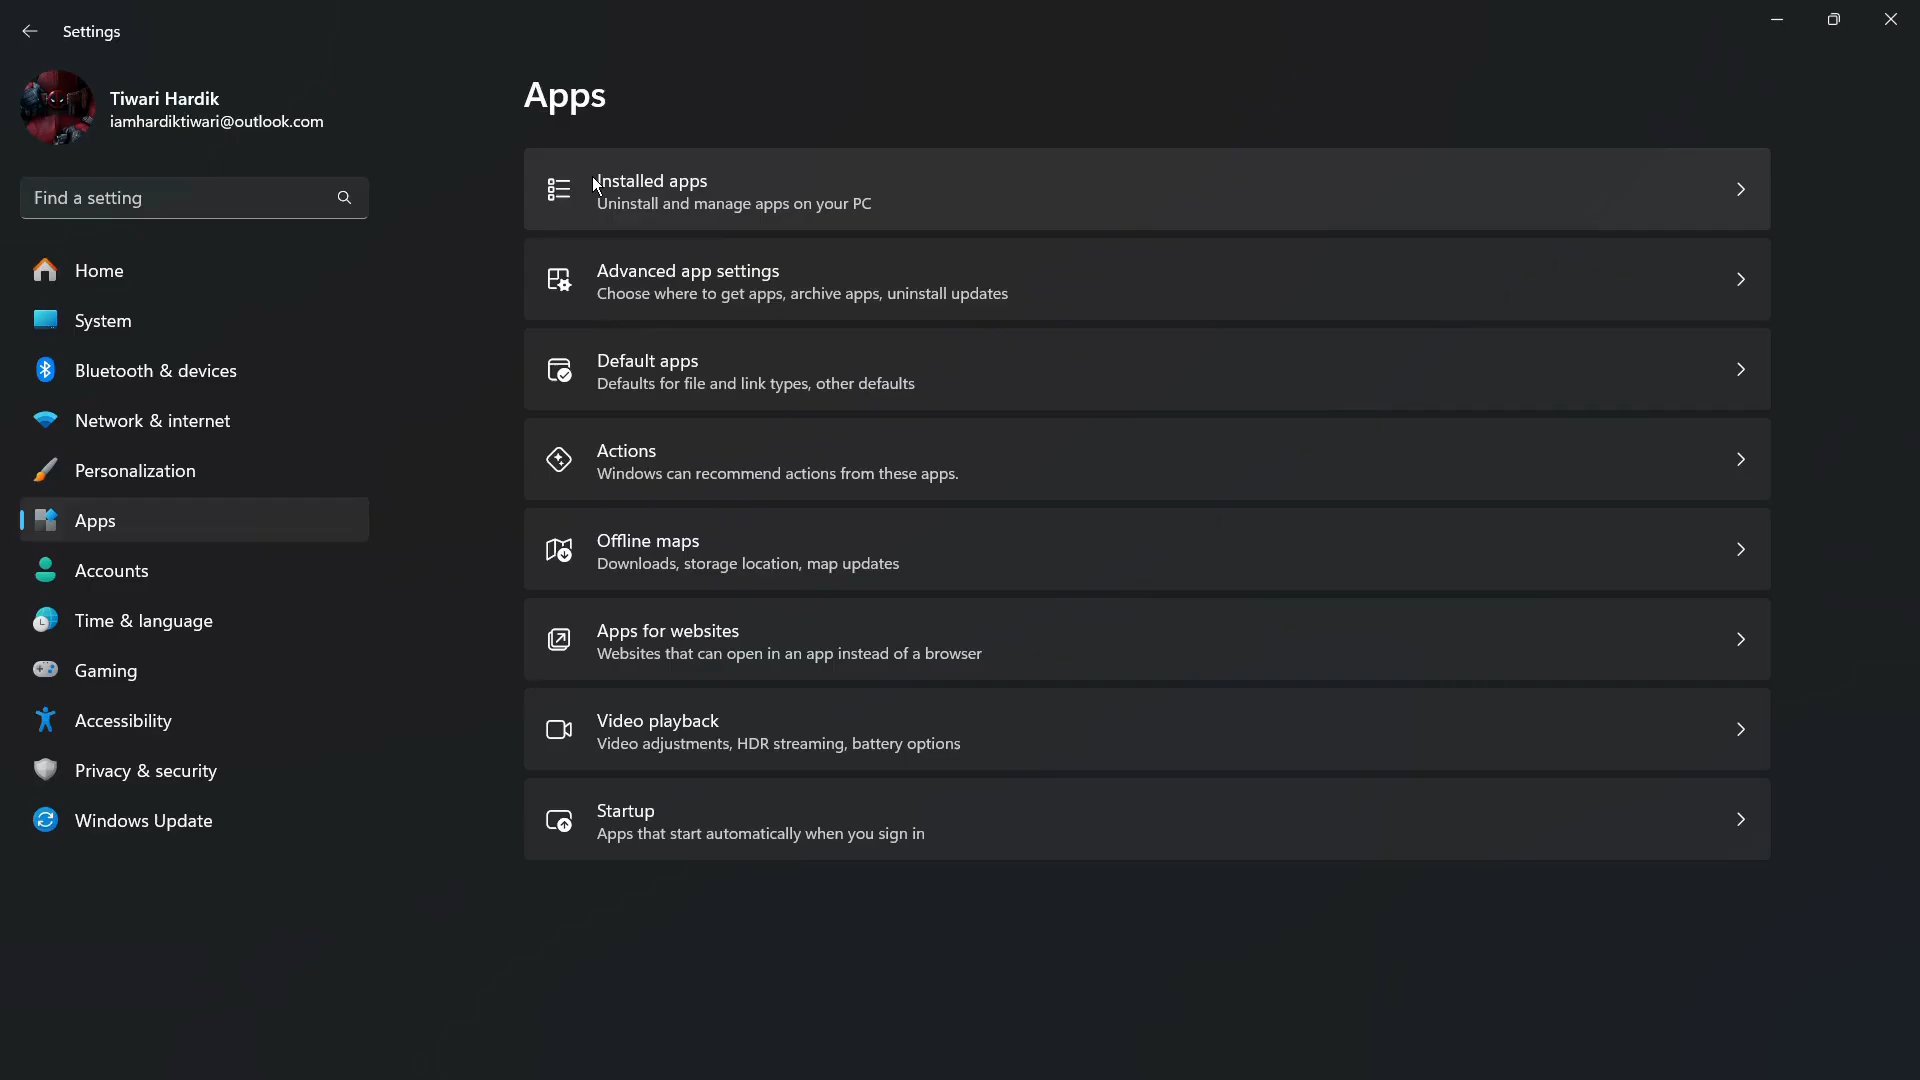 Settings
Tiwari Hardik
iamhardiktiwari@outlook.com
Find a setting
Home
System
Bluetooth & devices
Network & internet
Personalization
Apps
Accounts
Time & language
Gaming
Accessibility
Privacy & security
Windows Update
Apps
Installed apps
Uninstall and manage apps on your PC
Advanced app settings
Choose where to get apps, archive apps, uninstall updates
Default apps
Defaults for file and link types, other defaults
Actions
Windows can recommend actions from these apps.
Offline maps
Downloads, storage location, map updates
Apps for websites
Websites that can open in an app instead of a browser
Video playback
Video adjustments, HDR streaming, battery options
Startup
Apps that start automatically when you sign in